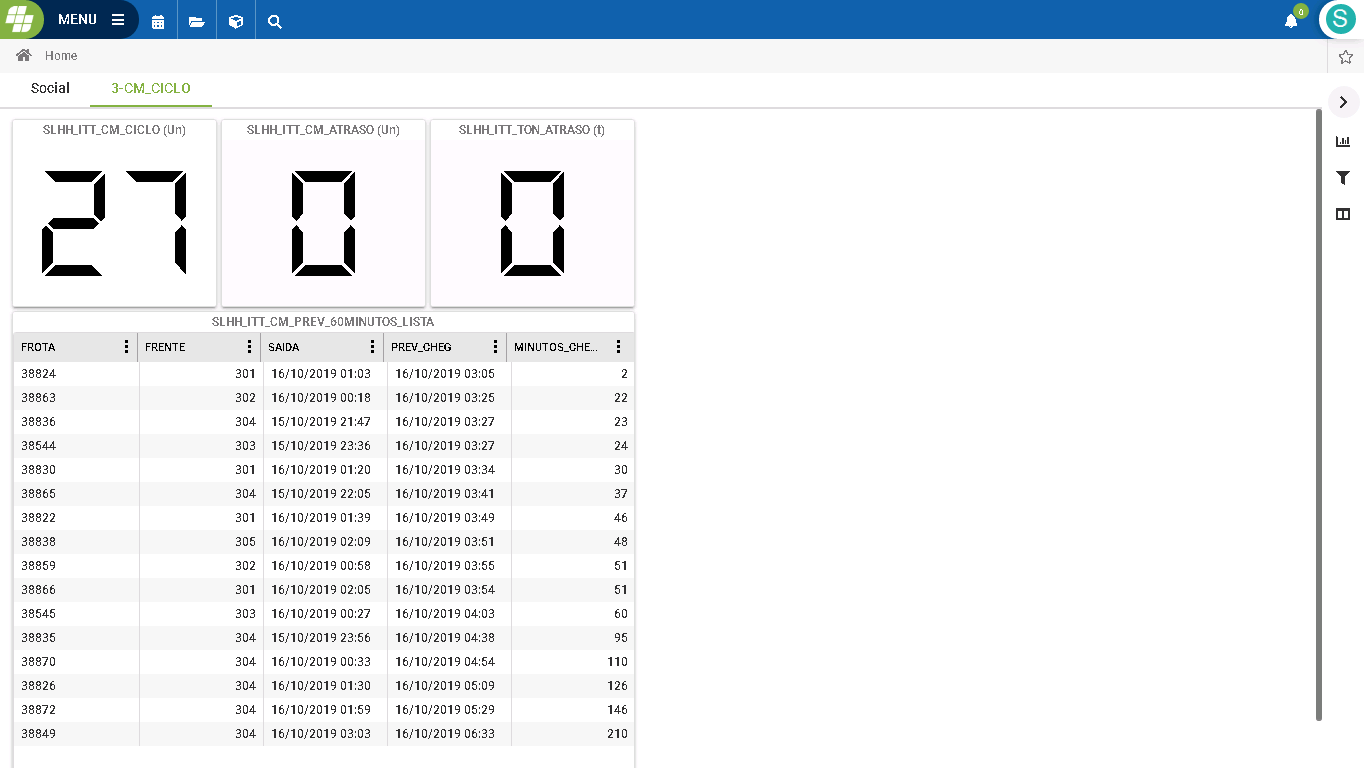 MENU
0
S
Home
Social 3-CM_CICLO
SLHH_ITT_CM_CICLO (Un) SLHH_ITT_CM_ATRASO (Un) SLHH_ITT_TON_ATRASO (t)
27 0 0
SLHH_ITT_CM_PREV_60MINUTOS_LISTA
FROTA FRENTE SAIDA PREV_CHEG MINUTOS_CHE...
38824 301 16/10/2019 01:03 16/10/2019 03:05 2
38863 302 16/10/2019 00:18 16/10/2019 03:25 22
38836 304 15/10/2019 21:47 16/10/2019 03:27 23
38544 303 15/10/2019 23:36 16/10/2019 03:27 24
38830 301 16/10/2019 01:20 16/10/2019 03:34 30
38865 304 15/10/2019 22:05 16/10/2019 03:41 37
38822 301 16/10/2019 01:39 16/10/2019 03:49 46
38838 305 16/10/2019 02:09 16/10/2019 03:51 48
38859 302 16/10/2019 00:58 16/10/2019 03:55 51
38866 301 16/10/2019 02:05 16/10/2019 03:54 51
38545 303 16/10/2019 00:27 16/10/2019 04:03 60
38835 304 15/10/2019 23:56 16/10/2019 04:38 95
38870 304 16/10/2019 00:33 16/10/2019 04:54 110
38826 304 16/10/2019 01:30 16/10/2019 05:09 126
38872 304 16/10/2019 01:59 16/10/2019 05:29 146
38849 304 16/10/2019 03:03 16/10/2019 06:33 210